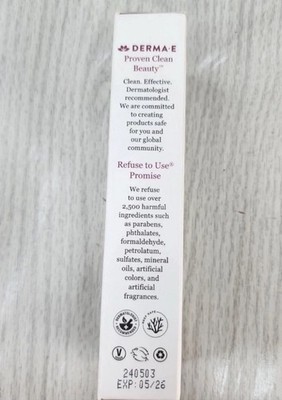 DERMA·E
Proven Clean
Beauty™
Clean. Effective.
Dermatologist
recommended.
We are committed
to creating
products safe
for you and
our global
community.
Refuse to Use®
Promise
We refuse
to use over
2,500 harmful
ingredients such
as parabens,
phthalates,
formaldehyde,
petrolatum,
sulfates, mineral
oils, artificial
colors, and
artificial
fragrances.
240503
EXP:05/26